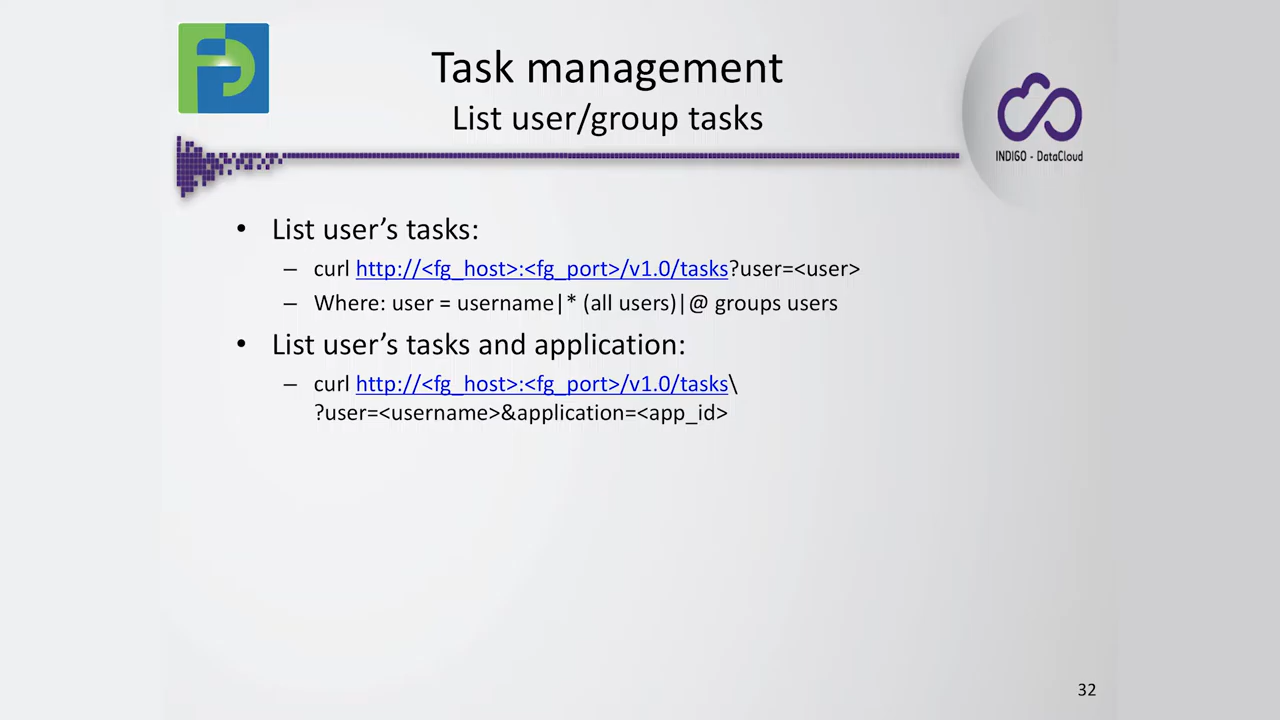 Task management
List user/group tasks
INDIGO - DataCloud
• List user’s tasks:
– curl http://<fg_host>:<fg_port>/v1.0/tasks?user=<user>
– Where: user = username|* (all users)|@ groups users
• List user’s tasks and application:
– curl http://<fg_host>:<fg_port>/v1.0/tasks\
?user=<username>&application=<app_id>
32